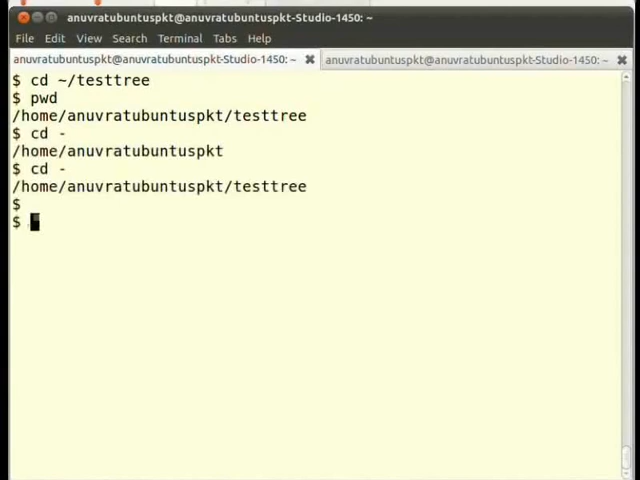 anuvratubuntuspkt@anuvratubuntuspkt-Studio-1450: ~
File Edit View Search Terminal Tabs Help
anuvratubuntuspkt@anuvratubuntuspkt-Studio-1450: ~ anuvratubuntuspkt@anuvratubuntuspkt-Studio-1450: ~
$ cd ~/testtree
$ pwd
/home/anuvratubuntuspkt/testtree
$ cd -
/home/anuvratubuntuspkt
$ cd -
/home/anuvratubuntuspkt/testtree
$
$